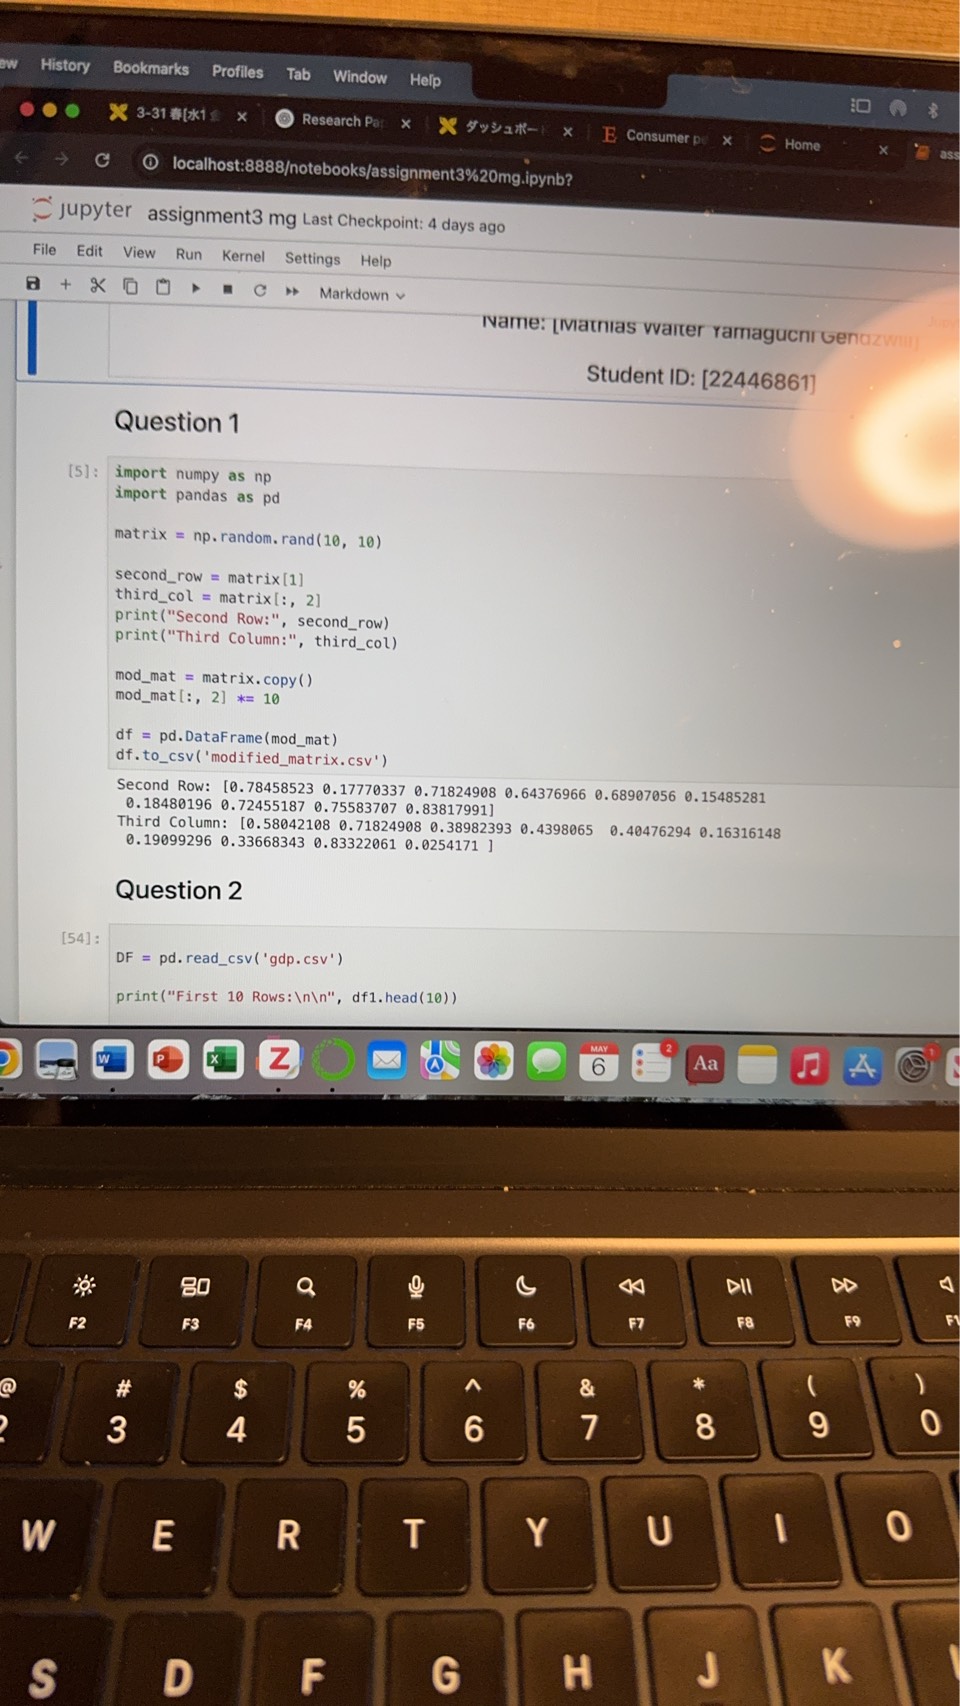 History Bookmarks Profiles Tab Window Help
3-31 春[水1 Research Pa ダッシュボー Consumer p Home ass
localhost:8888/notebooks/assignment3%20mg.ipynb?
Jupyter assignment3 mg Last Checkpoint: 4 days ago
File Edit View Run Kernel Settings Help
Markdown
Name: [Mathias Walter Yamaguchi
Student ID: [22446861]
Question 1
[5]: import numpy as np
import pandas as pd
matrix = np.random.rand(10, 10)
second_row = matrix[1]
third_col = matrix[:, 2]
print("Second Row:", second_row)
print("Third Column:", third_col)
mod_mat = matrix.copy()
mod_mat[:, 2] *= 10
df = pd.DataFrame(mod_mat)
df.to_csv('modified_matrix.csv')
Second Row: [0.78458523 0.17770337 0.71824908 0.64376966 0.68907056 0.15485281
0.18480196 0.72455187 0.75583707 0.83817991]
Third Column: [0.58042108 0.71824908 0.38982393 0.4398065 0.40476294 0.16316148
0.19099296 0.33668343 0.83322061 0.0254171 ]
Question 2
[54]:
DF = pd.read_csv('gdp.csv')
print("First 10 Rows:\n\n", df1.head(10))
W P X Z MAY 6 2 Aa 1
F2 F3 F4 F5 F6 F7 F8 F9
@ # $ % ^ & * ( )
3 4 5 6 7 8 9 0
W E R T Y U I O
S D F G H J K